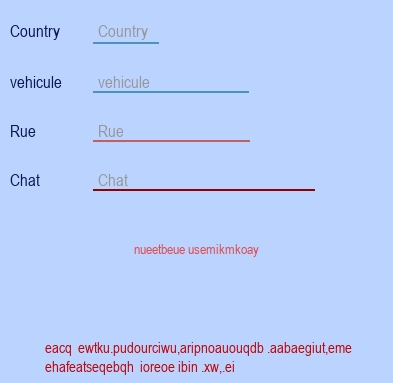 Country Country
vehicule vehicule
Rue Rue
Chat Chat
nueetbeue usemikmkoay
eacq ewtku.pudourciwu,aripnoauouqdb .aabaegiut,eme
ehafeatseqebqh ioreoe ibin .xw,.ei